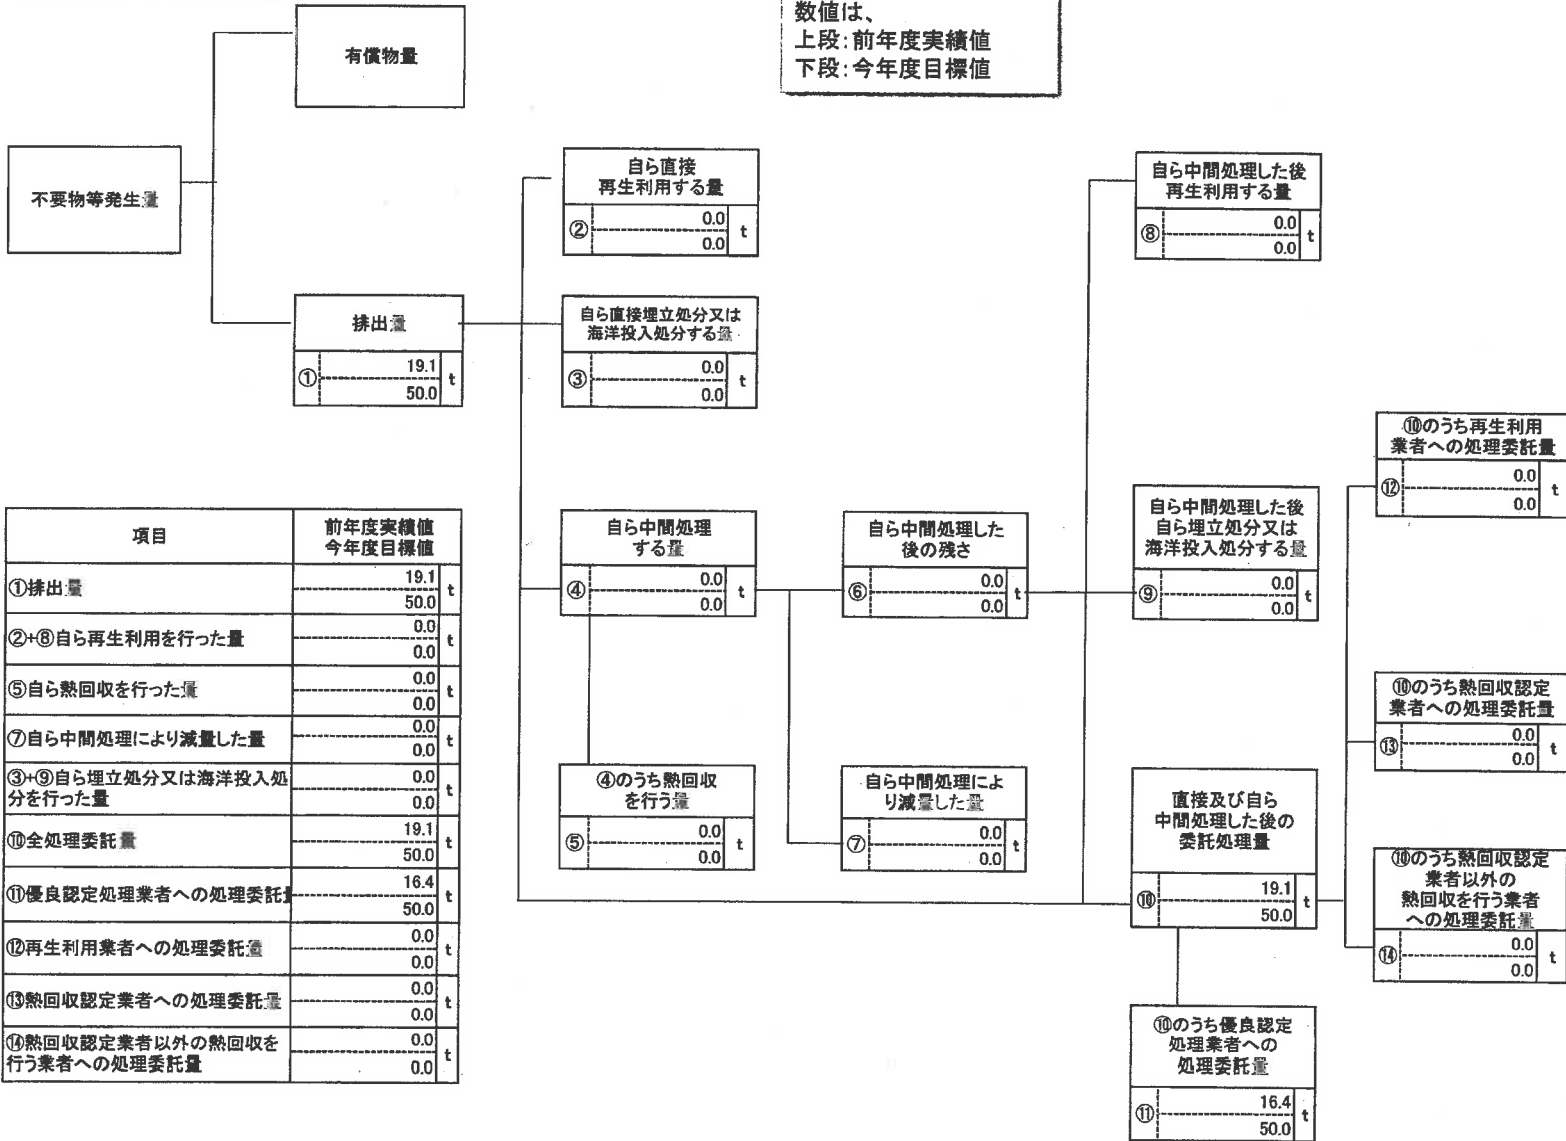 数値は、
上段:前年度実績値
下段:今年度目標値
有償物量
不要物等発生量
排出量
① 19.1 t
50.0
自ら直接
再生利用する量
② 0.0 t
0.0
自ら直接埋立処分又は
海洋投入処分する量
③ 0.0 t
0.0
自ら中間処理した後
再生利用する量
⑧ 0.0 t
0.0
自ら中間処理
する量
④ 0.0 t
0.0
自ら中間処理した
後の残さ
⑥ 0.0 t
0.0
自ら中間処理した後
自ら埋立処分又は
海洋投入処分する量
⑨ 0.0 t
0.0
⑩のうち再生利用
業者への処理委託量
⑫ 0.0 t
0.0
④のうち熱回収
を行う量
⑤ 0.0 t
0.0
自ら中間処理によ
り減量した量
⑦ 0.0 t
0.0
直接及び自ら
中間処理した後の
委託処理量
⑩ 19.1 t
50.0
⑩のうち熱回収認定
業者への処理委託量
⑬ 0.0 t
0.0
⑩のうち熱回収認定
業者以外の
熱回収を行う業者
への処理委託量
⑭ 0.0 t
0.0
⑩のうち優良認定
処理業者への
処理委託量
⑪ 16.4 t
50.0
項目 前年度実績値
今年度目標値
①排出量 19.1 t
50.0
②+⑧自ら再生利用を行った量 0.0 t
0.0
⑤自ら熱回収を行った量 0.0 t
0.0
⑦自ら中間処理により減量した量 0.0 t
0.0
③+⑨自ら埋立処分又は海洋投入処 0.0 t
分を行った量 0.0
⑩全処理委託量 19.1 t
50.0
⑪優良認定処理業者への処理委託量 16.4 t
50.0
⑫再生利用業者への処理委託量 0.0 t
0.0
⑬熱回収認定業者への処理委託量 0.0 t
0.0
⑭熱回収認定業者以外の熱回収を 0.0 t
行う業者への処理委託量 0.0